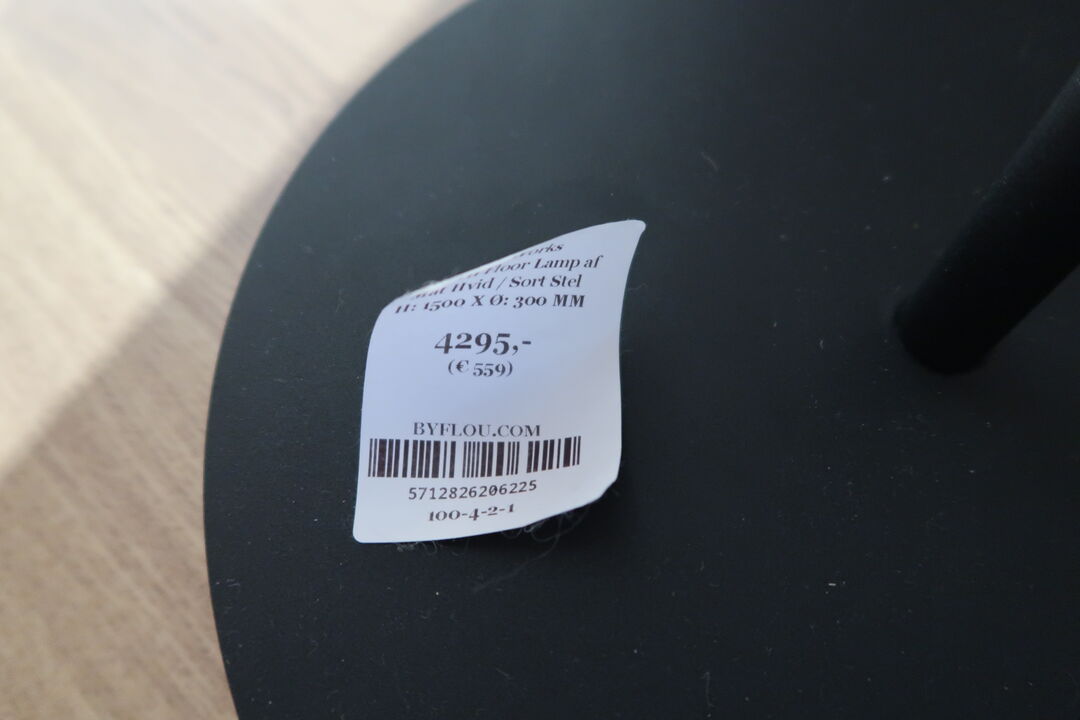 Floor Lamp af
Hvid / Sort Stel
H: 1500 X Ø: 300 MM
4295,-
(€ 559)
BYFLOU.COM
5712826206225
100-4-2-1